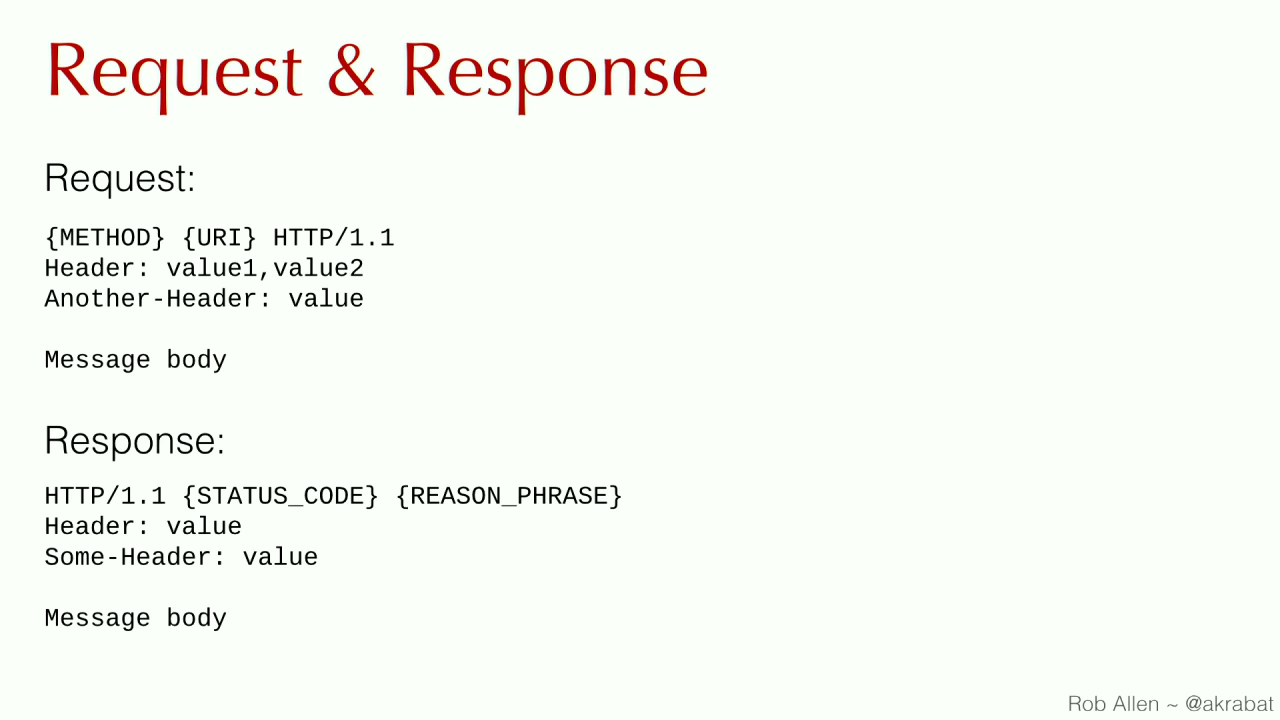 Request & Response
Request:
{METHOD} {URI} HTTP/1.1
Header: value1,value2
Another-Header: value
Message body
Response:
HTTP/1.1 {STATUS_CODE} {REASON_PHRASE}
Header: value
Some-Header: value
Message body
Rob Allen ~ @akrabat